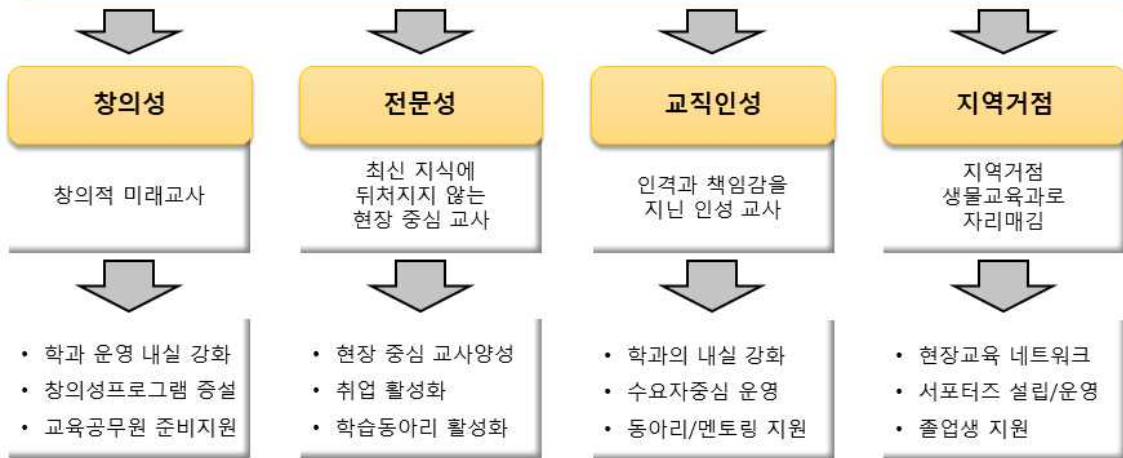 창의성
전문성
교직인성
지역거점
창의적 미래교사
최신 지식에
뒤처지지 않는
현장 중심 교사
인격과 책임감을
지닌 인성 교사
지역거점
생물교육과로
자리매김
• 학과 운영 내실 강화
• 창의성프로그램 증설
• 교육공무원 준비지원
• 현장 중심 교사양성
• 취업 활성화
• 학습동아리 활성화
• 학과의 내실 강화
• 수요자중심 운영
• 동아리/멘토링 지원
• 현장교육 네트워크
• 서포터즈 설립/운영
• 졸업생 지원